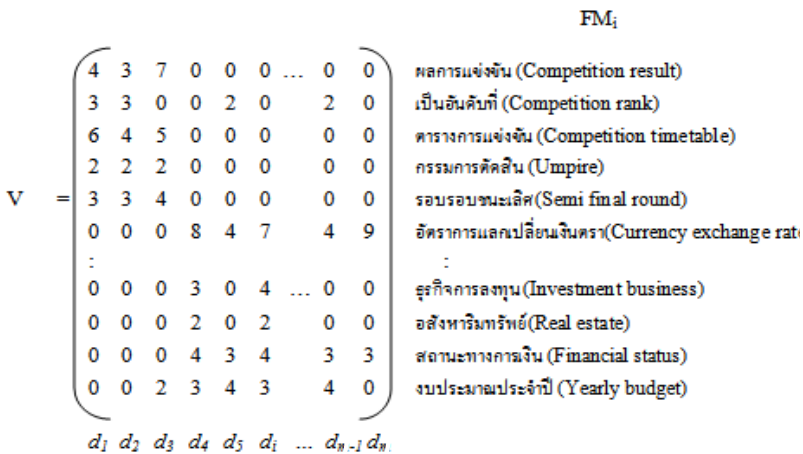 FMi
4 3 7 0 0 0 ... 0 0 ผลการแข่งขัน (Competition result)
3 3 0 0 2 0 2 0 เป็นอันดับที่ (Competition rank)
6 4 5 0 0 0 0 0 ตารางการแข่งขัน (Competition timetable)
2 2 2 0 0 0 0 0 กรรมการตัดสิน (Umpire)
V = 3 3 4 0 0 0 0 0 รอบรอบชนะเลิศ(Semi final round)
0 0 0 8 4 7 4 9 อัตราการแลกเปลี่ยนเงินตรา(Currency exchange rate
: :
0 0 0 3 0 4 ... 0 0 ธุรกิจการลงทุน (Investment business)
0 0 0 2 0 2 0 0 อสังหาริมทรัพย์(Real estate)
0 0 0 4 3 4 3 3 สถานะทางการเงิน (Financial status)
0 0 2 3 4 3 4 0 งบประมาณประจำปี (Yearly budget)
d1 d2 d3 d4 d5 di ... dn-1 dn